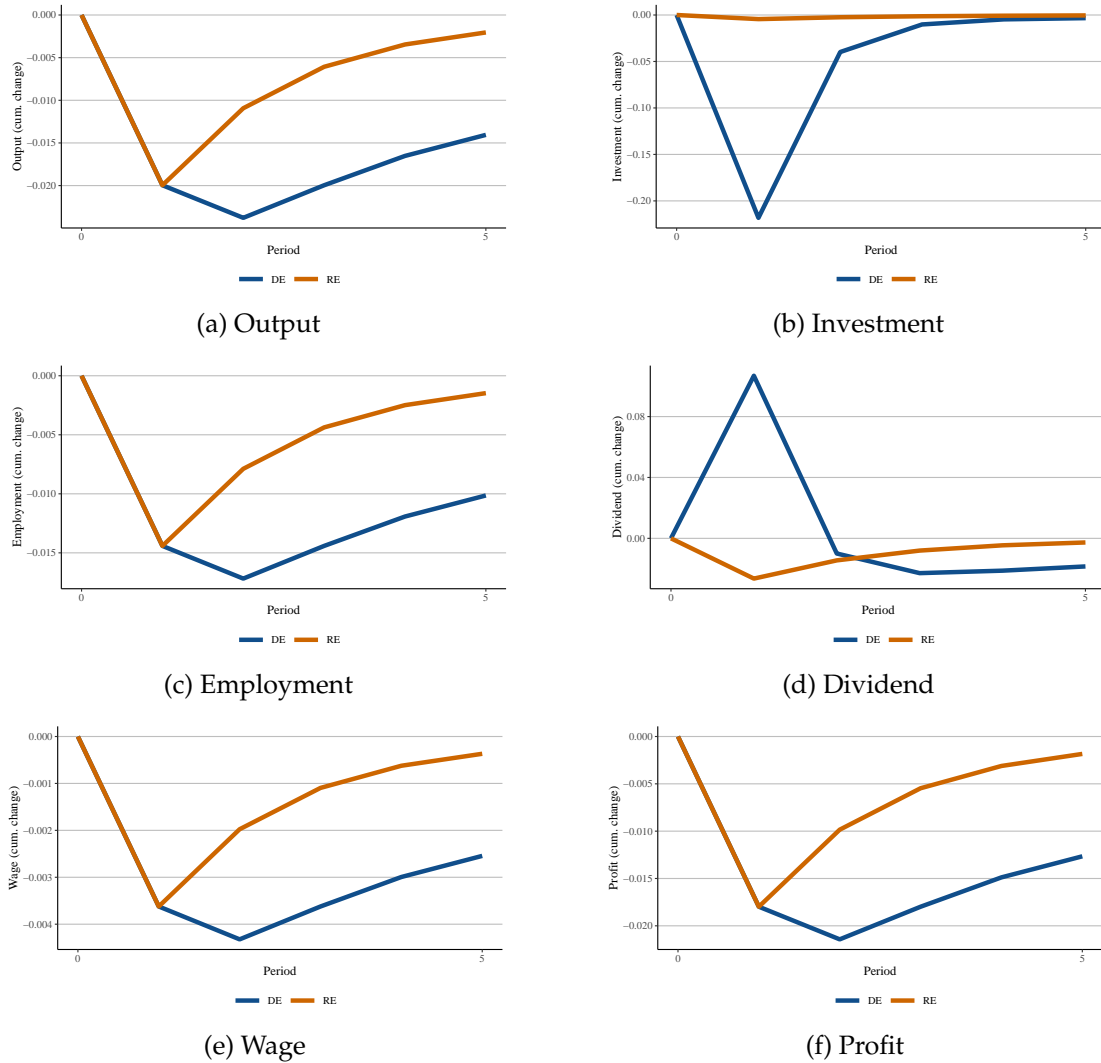 0.000
−0.005
−0.010
−0.015
−0.020
Output (cum. change)
0
5
Period
DE RE
(a) Output
0.00
−0.05
−0.10
−0.15
−0.20
Investment (cum. change)
0
5
Period
DE RE
(b) Investment
0.000
−0.005
−0.010
−0.015
Employment (cum. change)
0
5
Period
DE RE
(c) Employment
0.08
0.04
0.00
Dividend (cum. change)
0
5
Period
DE RE
(d) Dividend
0.000
−0.001
−0.002
−0.003
−0.004
Wage (cum. change)
0
5
Period
DE RE
(e) Wage
0.000
−0.005
−0.010
−0.015
−0.020
Profit (cum. change)
0
5
Period
DE RE
(f) Profit